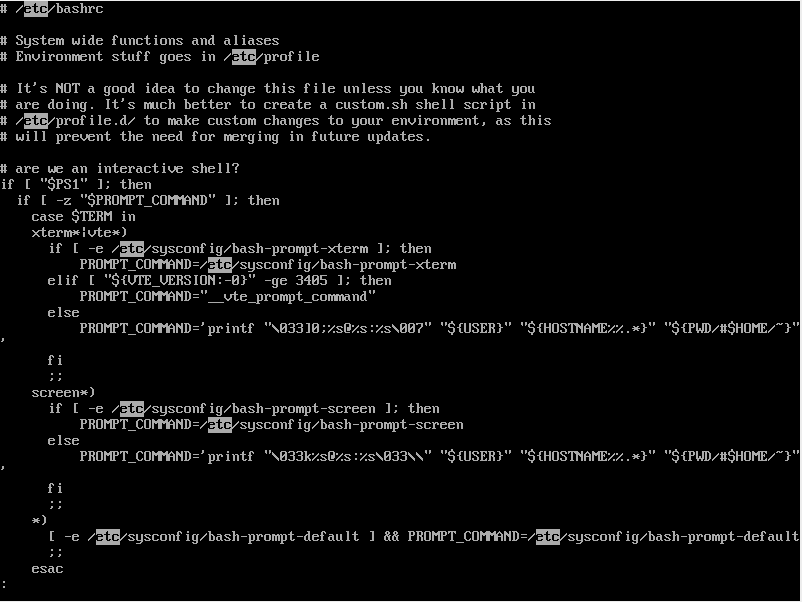 # /etc/bashrc
# System wide functions and aliases
# Environment stuff goes in /etc/profile
# It's NOT a good idea to change this file unless you know what you
# are doing. It's much better to create a custom.sh shell script in
# /etc/profile.d/ to make custom changes to your environment, as this
# will prevent the need for merging in future updates.
# are we an interactive shell?
if [ "$PS1" ]; then
  if [ -z "$PROMPT_COMMAND" ]; then
    case $TERM in
    xterm*|vte*)
      if [ -e /etc/sysconfig/bash-prompt-xterm ]; then
          PROMPT_COMMAND=/etc/sysconfig/bash-prompt-xterm
      elif [ "${VTE_VERSION:-0}" -ge 3405 ]; then
          PROMPT_COMMAND="__vte_prompt_command"
      else
          PROMPT_COMMAND='printf "\033]0;%s@%s:%s\007" "${USER}" "${HOSTNAME%%.*}" "${PWD/#$HOME/~}"
'
      fi
      ;;
    screen*)
      if [ -e /etc/sysconfig/bash-prompt-screen ]; then
          PROMPT_COMMAND=/etc/sysconfig/bash-prompt-screen
      else
          PROMPT_COMMAND='printf "\033k%s@%s:%s\033\\" "${USER}" "${HOSTNAME%%.*}" "${PWD/#$HOME/~}"
'
      fi
      ;;
    *)
      [ -e /etc/sysconfig/bash-prompt-default ] && PROMPT_COMMAND=/etc/sysconfig/bash-prompt-default
      ;;
    esac
: